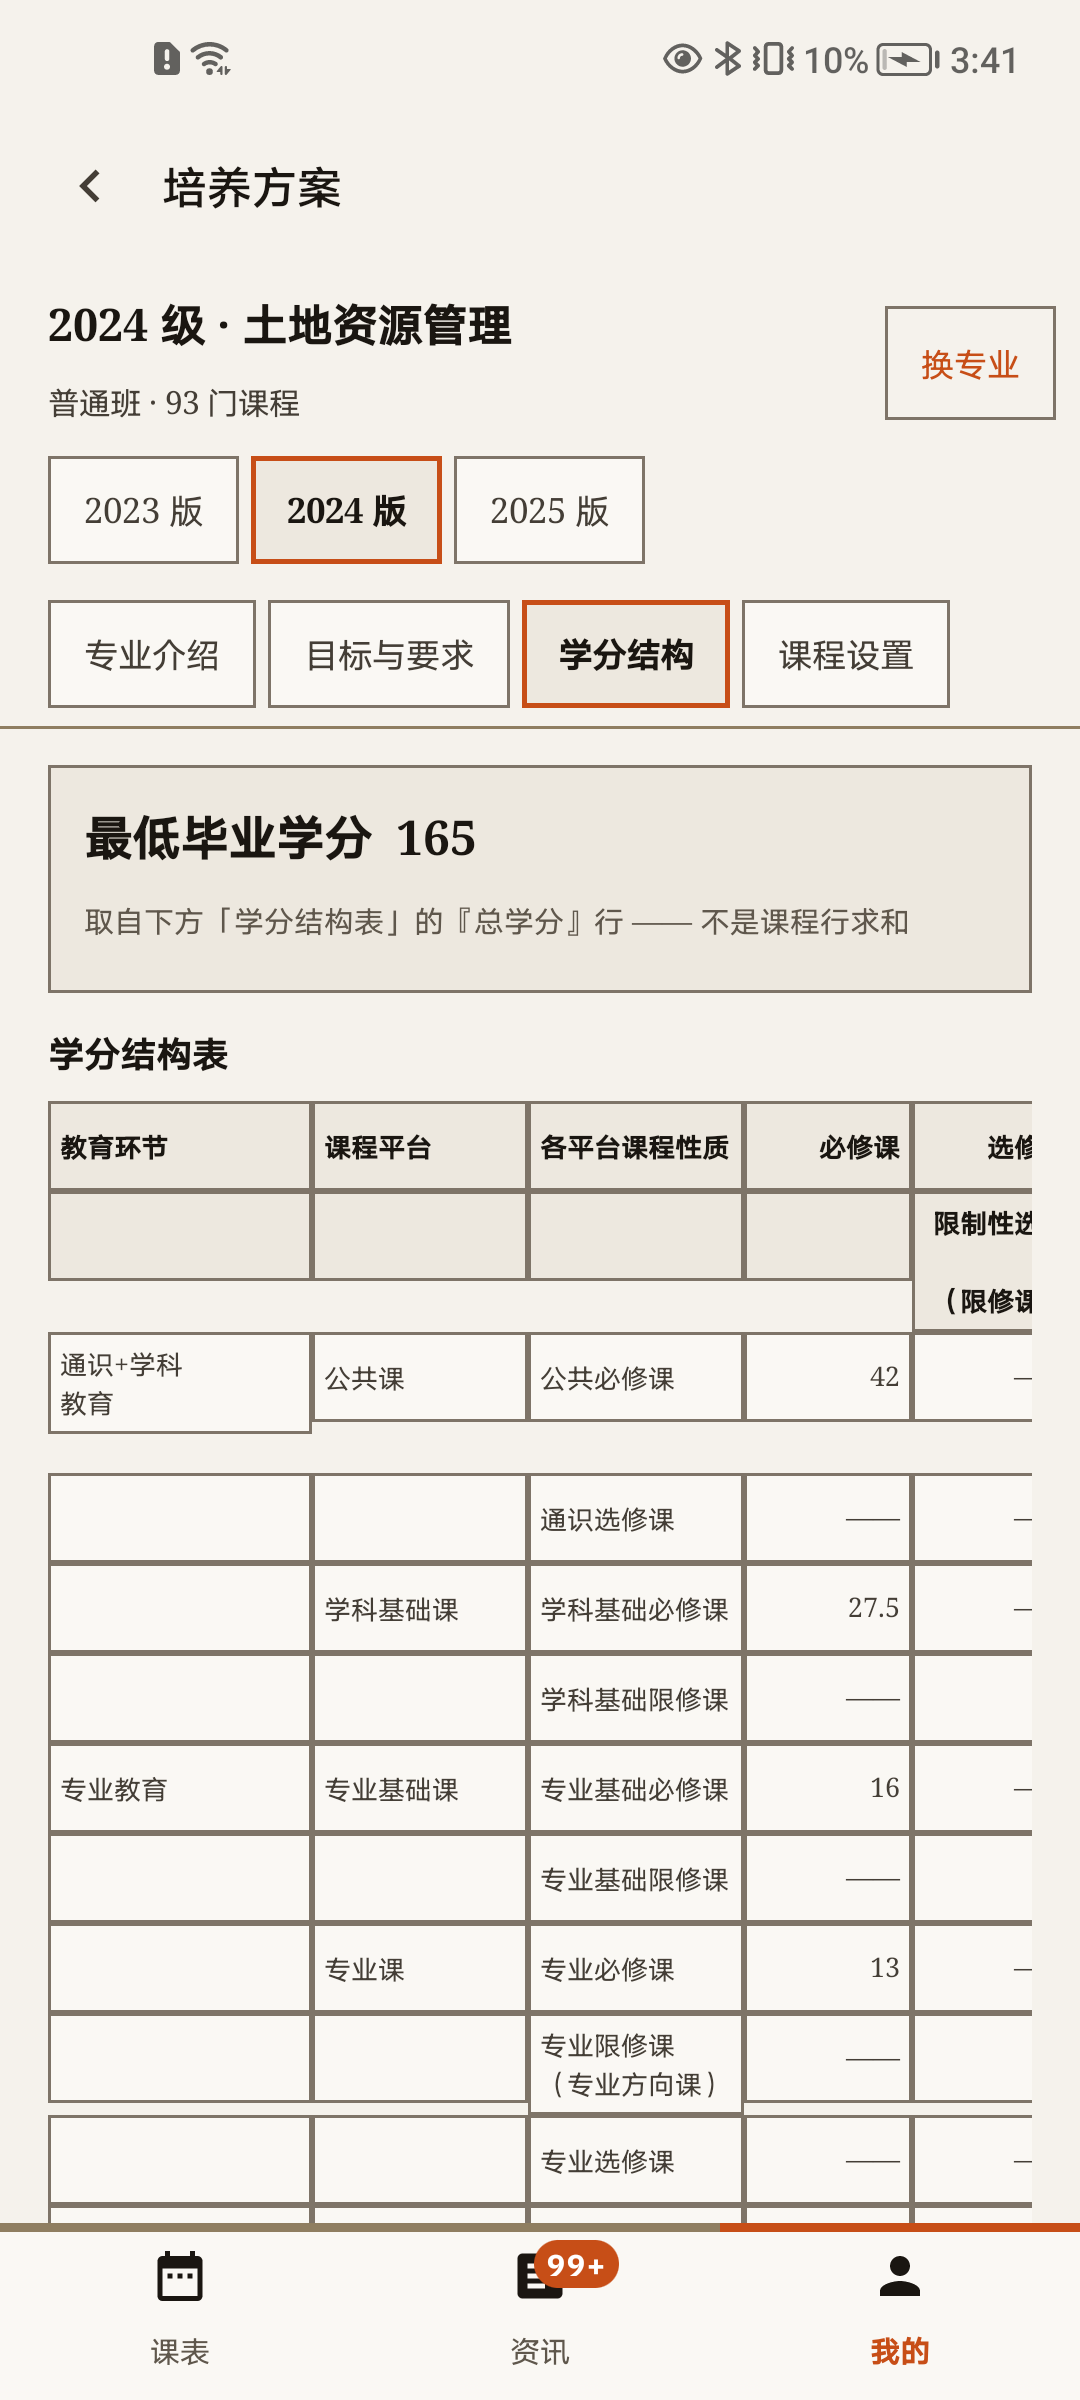 10% 3:41
培养方案
2024 级 · 土地资源管理
换专业
普通班 · 93 门课程
2023 版 2024 版 2025 版
专业介绍 目标与要求 学分结构 课程设置
最低毕业学分 165
取自下方「学分结构表」的『总学分』行 —— 不是课程行求和
学分结构表
教育环节 课程平台 各平台课程性质 必修课 选修
限制性选
（限修课
通识+学科
教育
公共课 公共必修课 42 —
通识选修课 —— —
学科基础课 学科基础必修课 27.5 —
学科基础限修课 ——
专业教育 专业基础课 专业基础必修课 16 —
专业基础限修课 ——
专业课 专业必修课 13 —
专业限修课
（专业方向课）
——
专业选修课 —— —
99+
课表 资讯 我的